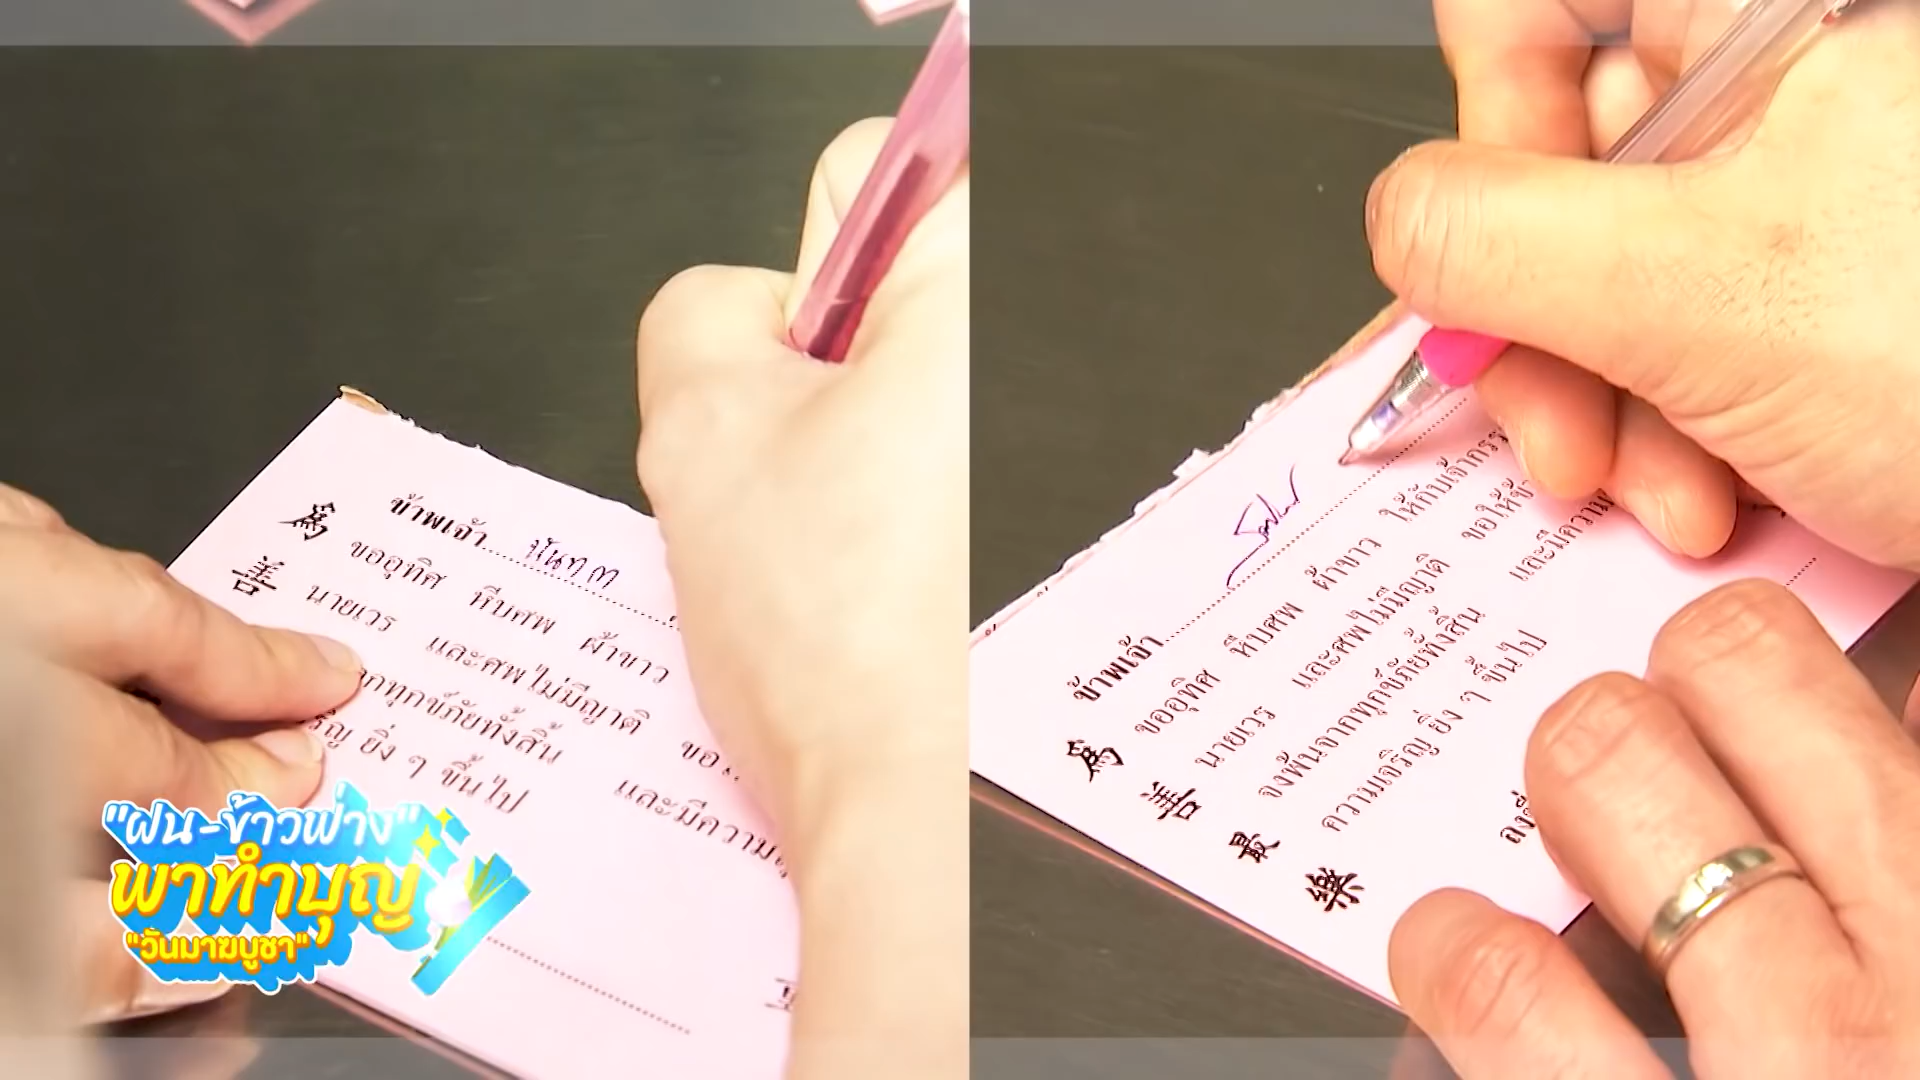 ข้าพเจ้า
ขออุทิศ หีบศพ ผ้าขาว
นายเวร และศพไม่มีญาติ
กทุกข์ภัยทั้งสิ้น และมีความ
ริญ ยิ่ง ๆ ขึ้นไป
為
善
"ฝน-ข้าวฟ่าง"
พาทำบุญ
"วันมาฆบูชา"
ข้าพเจ้า
ขออุทิศ หีบศพ ผ้าขาว ให้กับเจ้ากรร
นายเวร และศพไม่มีญาติ ขอให้ข้า
จงพ้นจากทุกข์ภัยทั้งสิ้น และมีความ
ความเจริญ ยิ่ง ๆ ขึ้นไป
為
善
最
樂